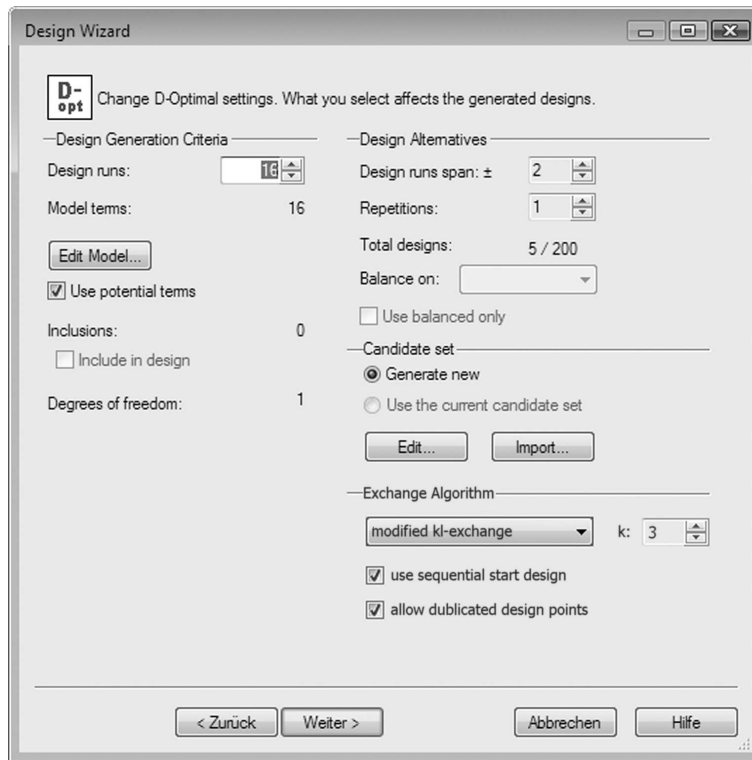 Design Wizard
D-opt
Change D-Optimal settings. What you select affects the generated designs.
Design Generation Criteria
Design runs: 16
Model terms: 16
Edit Model...
Use potential terms
Inclusions: 0
Include in design
Degrees of freedom: 1
Design Alternatives
Design runs span: ± 2
Repetitions: 1
Total designs: 5 / 200
Balance on:
Use balanced only
Candidate set
Generate new
Use the current candidate set
Edit... Import...
Exchange Algorithm
modified kl-exchange k: 3
use sequential start design
allow dublicated design points
< Zurück Weiter > Abbrechen Hilfe